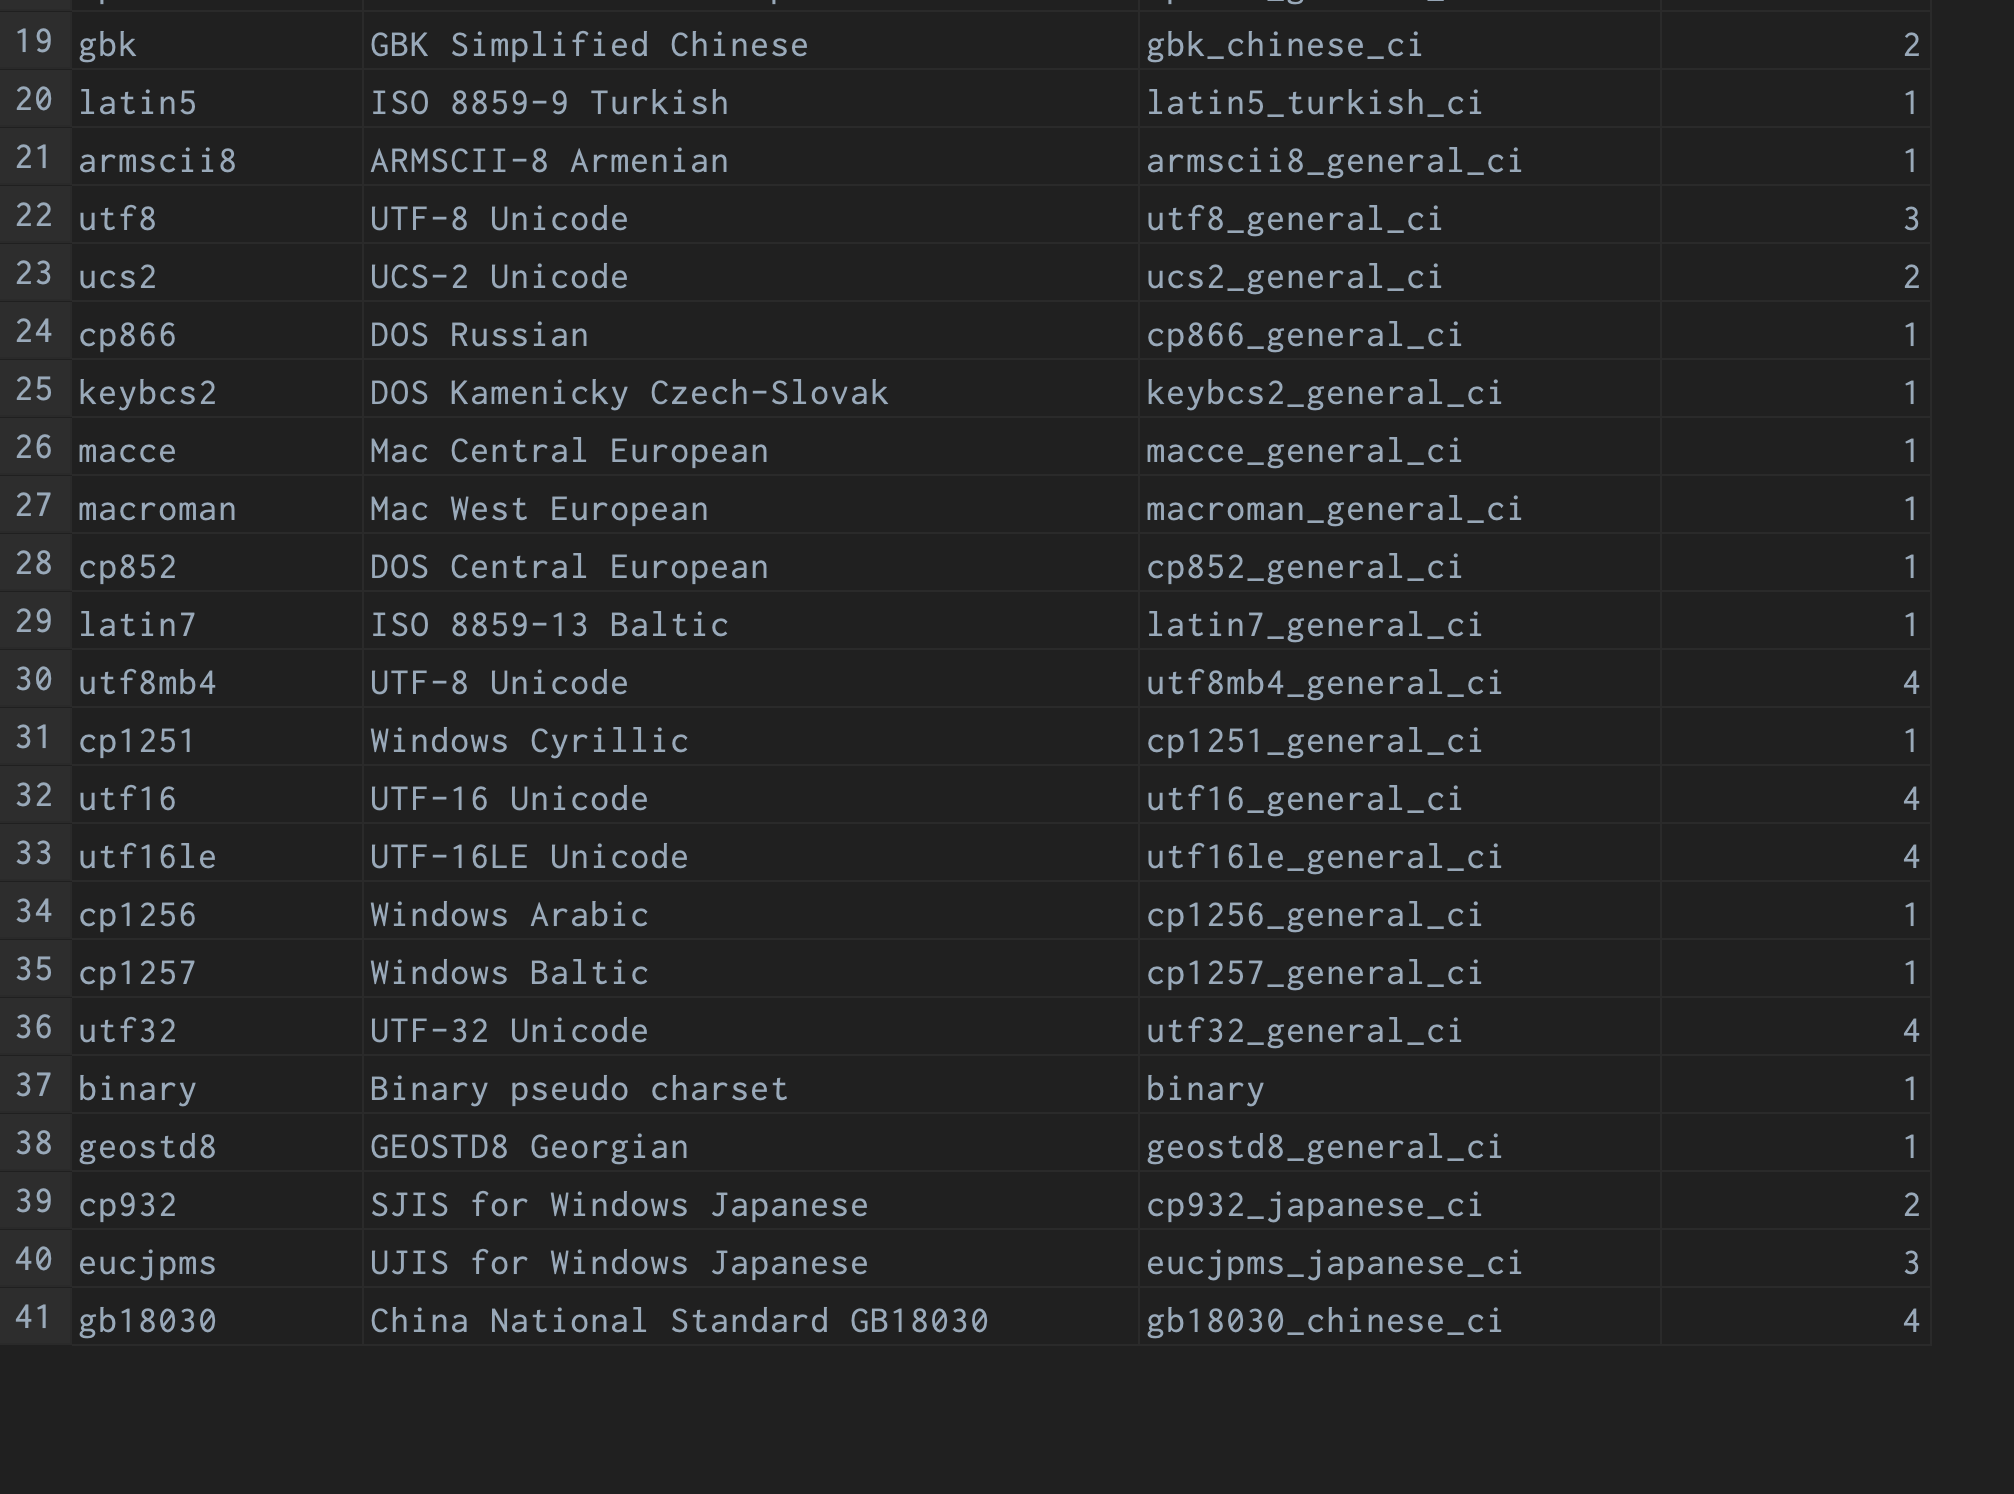 19 gbk GBK Simplified Chinese gbk_chinese_ci 2
20 latin5 ISO 8859-9 Turkish latin5_turkish_ci 1
21 armscii8 ARMSCII-8 Armenian armscii8_general_ci 1
22 utf8 UTF-8 Unicode utf8_general_ci 3
23 ucs2 UCS-2 Unicode ucs2_general_ci 2
24 cp866 DOS Russian cp866_general_ci 1
25 keybcs2 DOS Kamenicky Czech-Slovak keybcs2_general_ci 1
26 macce Mac Central European macce_general_ci 1
27 macroman Mac West European macroman_general_ci 1
28 cp852 DOS Central European cp852_general_ci 1
29 latin7 ISO 8859-13 Baltic latin7_general_ci 1
30 utf8mb4 UTF-8 Unicode utf8mb4_general_ci 4
31 cp1251 Windows Cyrillic cp1251_general_ci 1
32 utf16 UTF-16 Unicode utf16_general_ci 4
33 utf16le UTF-16LE Unicode utf16le_general_ci 4
34 cp1256 Windows Arabic cp1256_general_ci 1
35 cp1257 Windows Baltic cp1257_general_ci 1
36 utf32 UTF-32 Unicode utf32_general_ci 4
37 binary Binary pseudo charset binary 1
38 geostd8 GEOSTD8 Georgian geostd8_general_ci 1
39 cp932 SJIS for Windows Japanese cp932_japanese_ci 2
40 eucjpms UJIS for Windows Japanese eucjpms_japanese_ci 3
41 gb18030 China National Standard GB18030 gb18030_chinese_ci 4